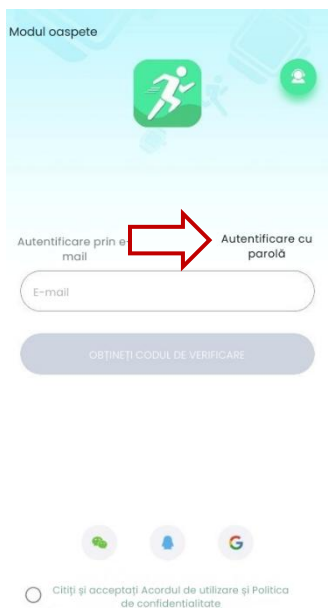 Modul oaspete
Autentificare prin e-
mail
Autentificare cu
parolă
E-mail
OBȚINEȚI CODUL DE VERIFICARE
Citiți și acceptați Acordul de utilizare și Politica
de confidențialitate